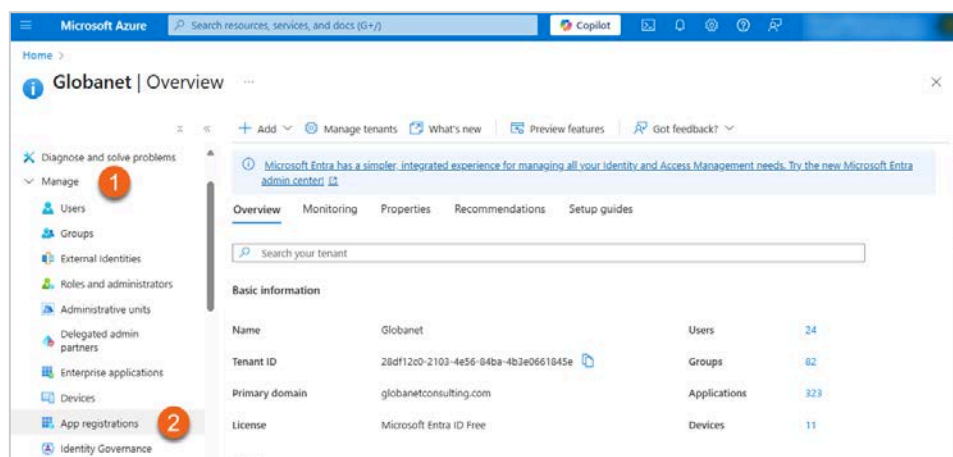 Microsoft Azure
Search resources, services, and docs (G+/)
Copilot
Home >
Globanet | Overview ...
Add
Manage tenants
What's new
Preview features
Got feedback?
Diagnose and solve problems
Manage
1
Users
Groups
External Identities
Roles and administrators
Administrative units
Delegated admin
partners
Enterprise applications
Devices
App registrations
2
Identity Governance
Microsoft Entra has a simpler, integrated experience for managing all your Identity and Access Management needs. Try the new Microsoft Entra
admin center!
Overview Monitoring Properties Recommendations Setup guides
Search your tenant
Basic information
Name Globanet Users 24
Tenant ID 28df12c0-2103-4e56-84ba-4b3e0661845e Groups 82
Primary domain globanetconsulting.com Applications 323
License Microsoft Entra ID Free Devices 11